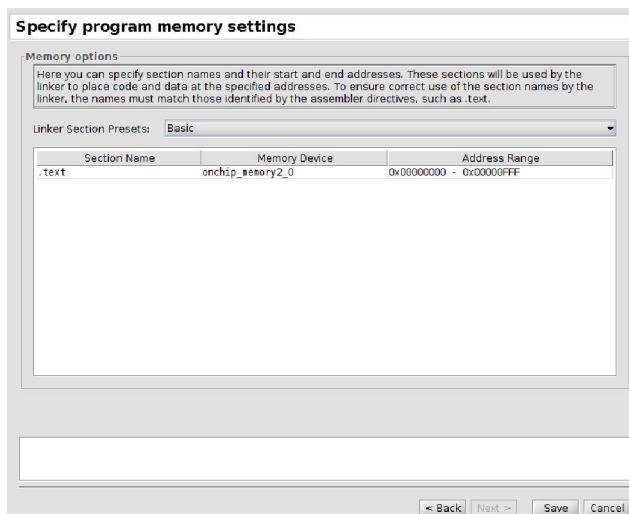 Specify program memory settings
Memory options
Here you can specify section names and their start and end addresses. These sections will be used by the
linker to place code and data at the specified addresses. To ensure correct use of the section names by the
linker, the names must match those identified by the assembler directives, such as .text.
Linker Section Presets: Basic
Section Name Memory Device Address Range
.text onchip_memory2_0 0x00000000 - 0x00000FFF
< Back Next > Save Cancel